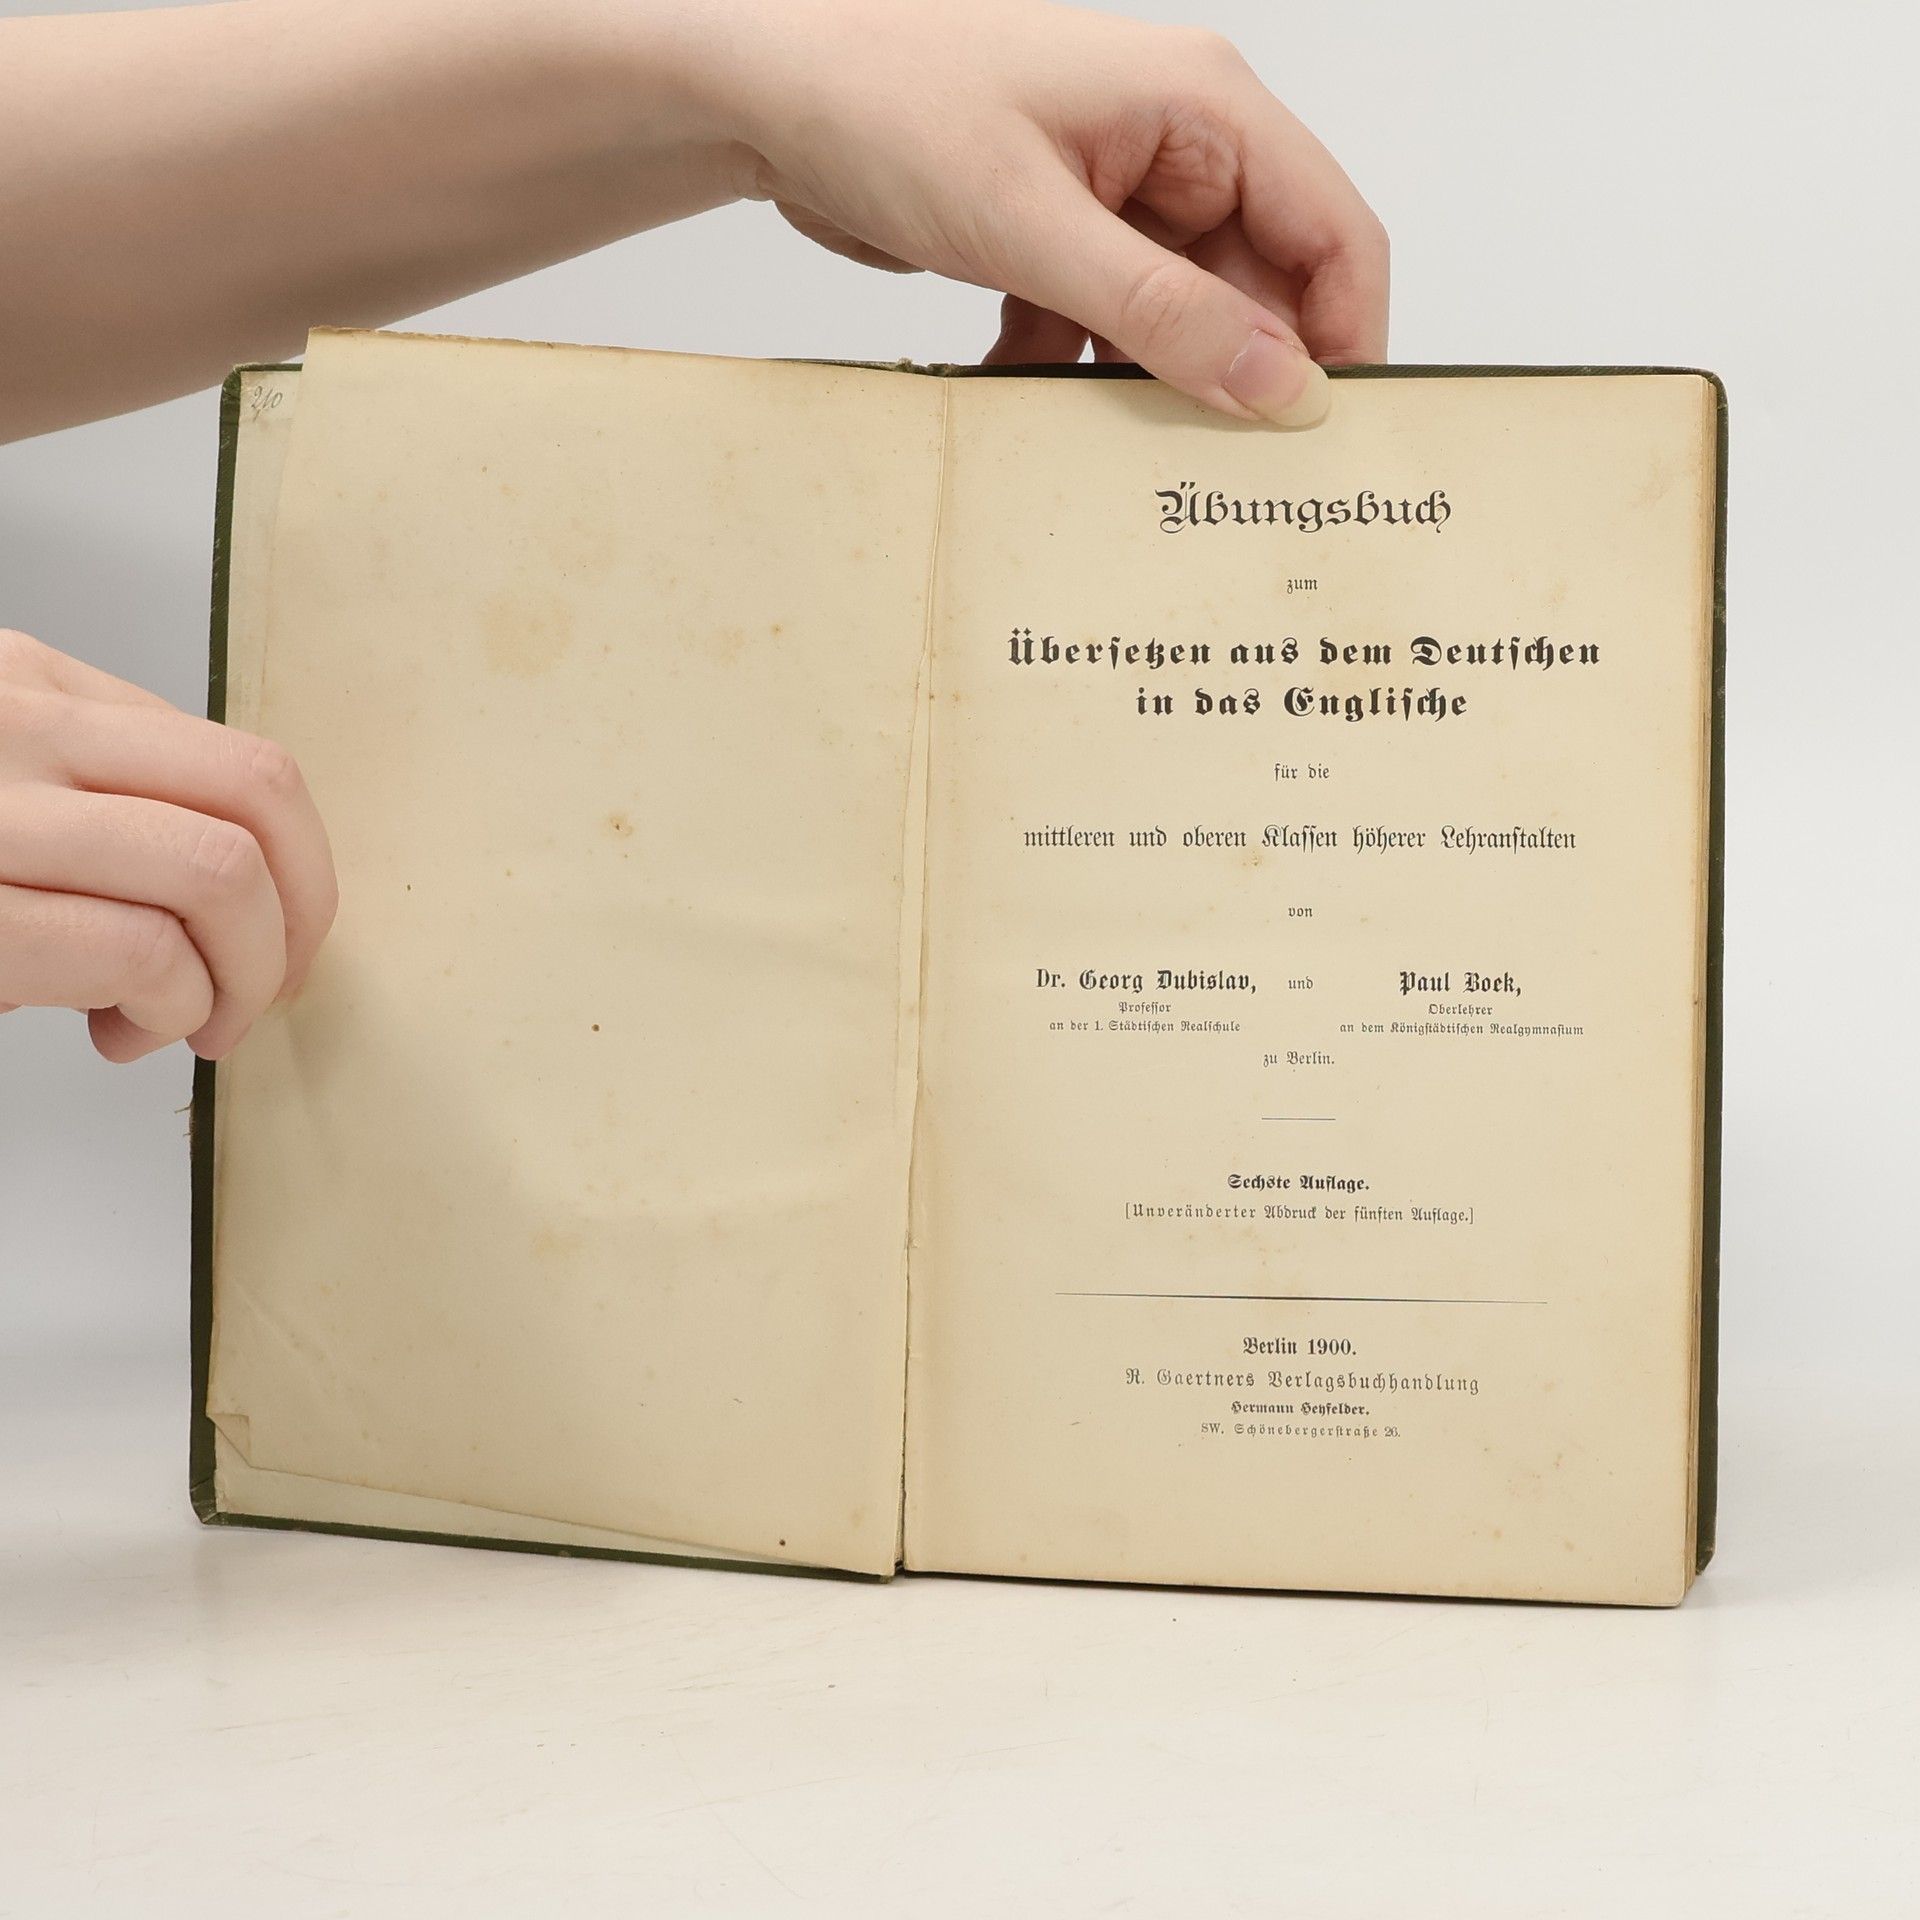 210
Übungsbuch
zum
Übersetzen aus dem Deutschen
in das Englische
für die
mittleren und oberen Klassen höherer Lehranstalten
von
Dr. Georg Dubislav, und Paul Boek,
Professor Oberlehrer
an der 1. Städtischen Realschule an dem Königstädtischen Realgymnasium
zu Berlin.
Sechste Auflage.
[Unveränderter Abdruck der fünften Auflage.]
Berlin 1900.
R. Gaertners Verlagsbuchhandlung
Hermann Heyfelder.
SW. Schönebergerstraße 26.